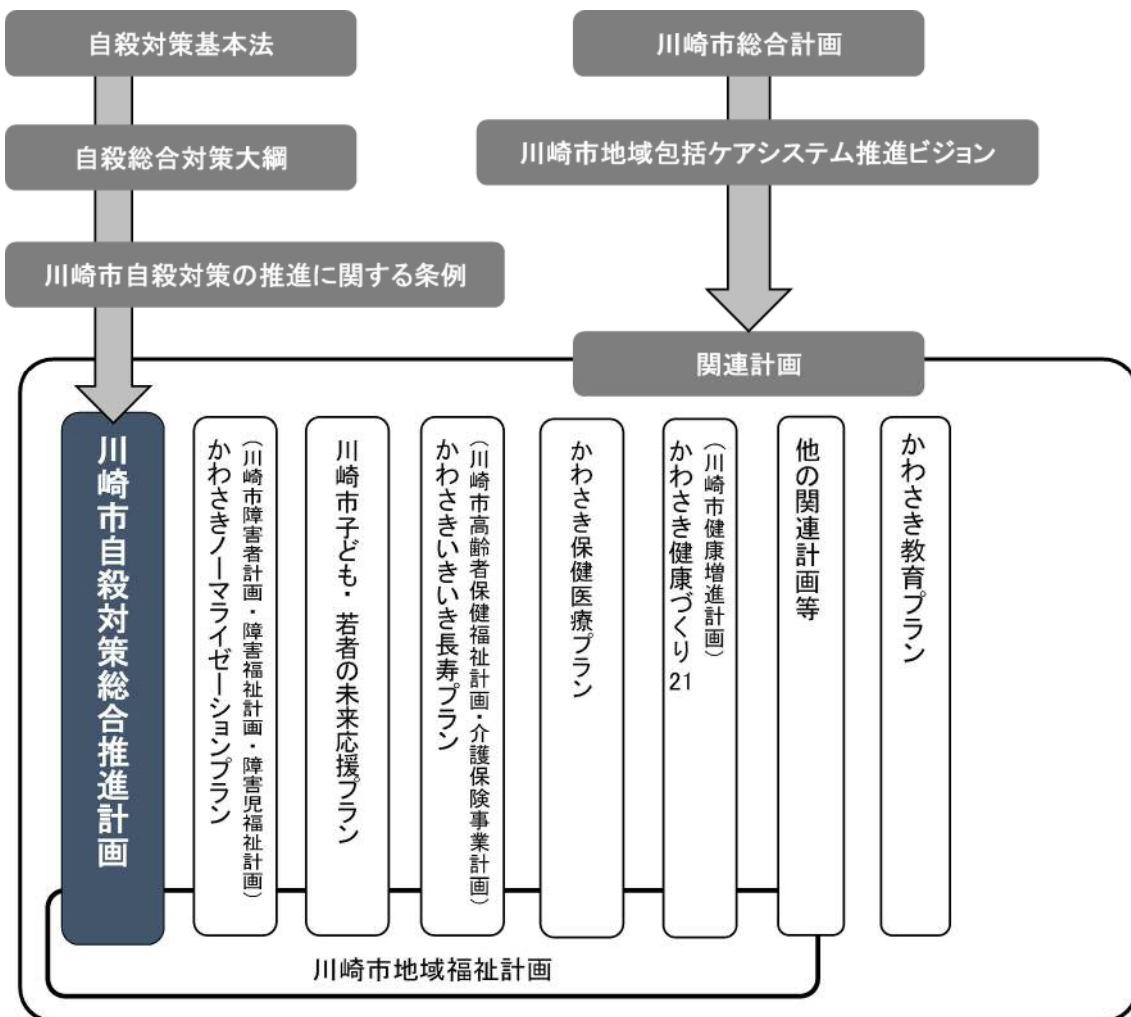 自殺対策基本法
川崎市総合計画
自殺総合対策大綱
川崎市地域包括ケアシステム推進ビジョン
川崎市自殺対策の推進に関する条例
関連計画
川崎市自殺対策総合推進計画
(川崎市障害者計画・障害福祉計画・障害児福祉計画)
かわさきノーマライゼーションプラン
川崎市子ども・若者の未来応援プラン
(川崎市高齢者保健福祉計画・介護保険事業計画)
かわさきいきいき長寿プラン
かわさき保健医療プラン
(川崎市健康増進計画)
かわさき健康づくり21
他の関連計画等
かわさき教育プラン
川崎市地域福祉計画